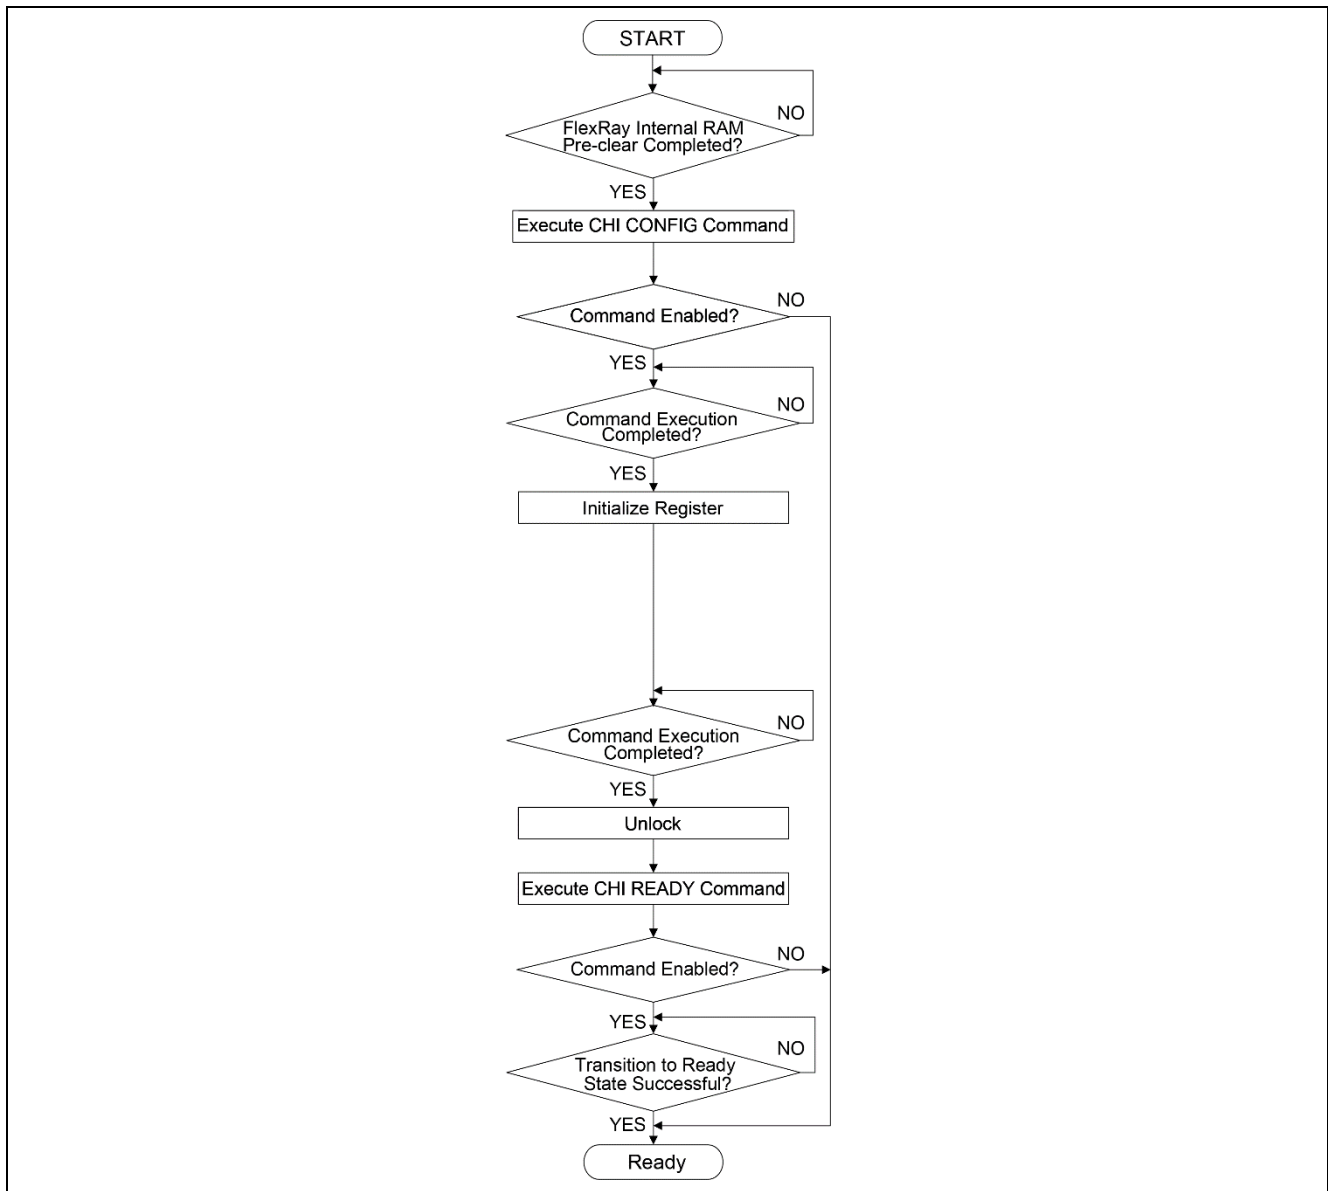 START
NO
FlexRay Internal RAM
Pre-clear Completed?
YES
Execute CHI CONFIG Command
NO
Command Enabled?
YES
NO
Command Execution
Completed?
YES
Initialize Register
NO
Command Execution
Completed?
YES
Unlock
Execute CHI READY Command
NO
Command Enabled?
YES
NO
Transition to Ready
State Successful?
YES
Ready